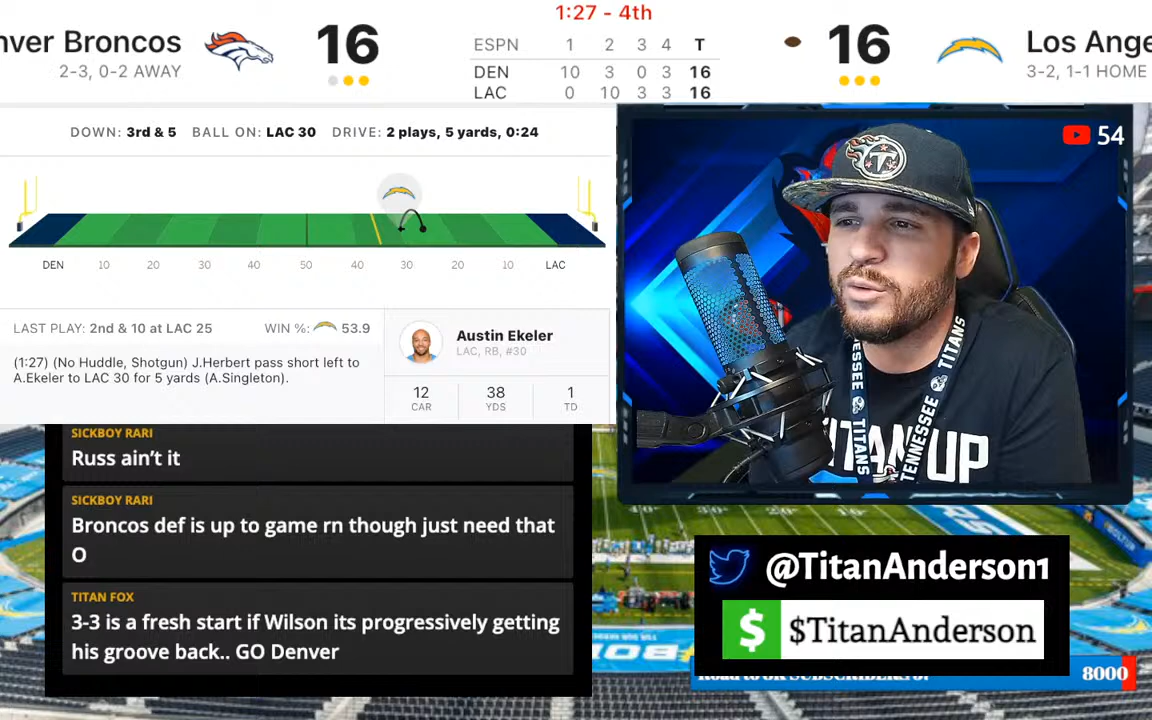 1:27 - 4th
nver Broncos
2-3, 0-2 AWAY
16
ESPN 1 2 3 4 T
DEN 10 3 0 3 16
LAC 0 10 3 3 16
16
Los Ange
3-2, 1-1 HOME
DOWN: 3rd & 5 BALL ON: LAC 30 DRIVE: 2 plays, 5 yards, 0:24
DEN 10 20 30 40 50 40 30 20 10 LAC
LAST PLAY: 2nd & 10 at LAC 25 WIN %: 53.9
(1:27) (No Huddle, Shotgun) J.Herbert pass short left to
A.Ekeler to LAC 30 for 5 yards (A.Singleton).
Austin Ekeler
LAC, RB, #30
12 38 1
CAR YDS TD
54
T
TENNESSEE TITANS
TENNESSEE
TITANS
TITAN UP
SICKBOY RARI
Russ ain't it
SICKBOY RARI
Broncos def is up to game rn though just need that
O
TITAN FOX
3-3 is a fresh start if Wilson its progressively getting
his groove back.. GO Denver
@TitanAnderson1
$ $TitanAnderson
8000